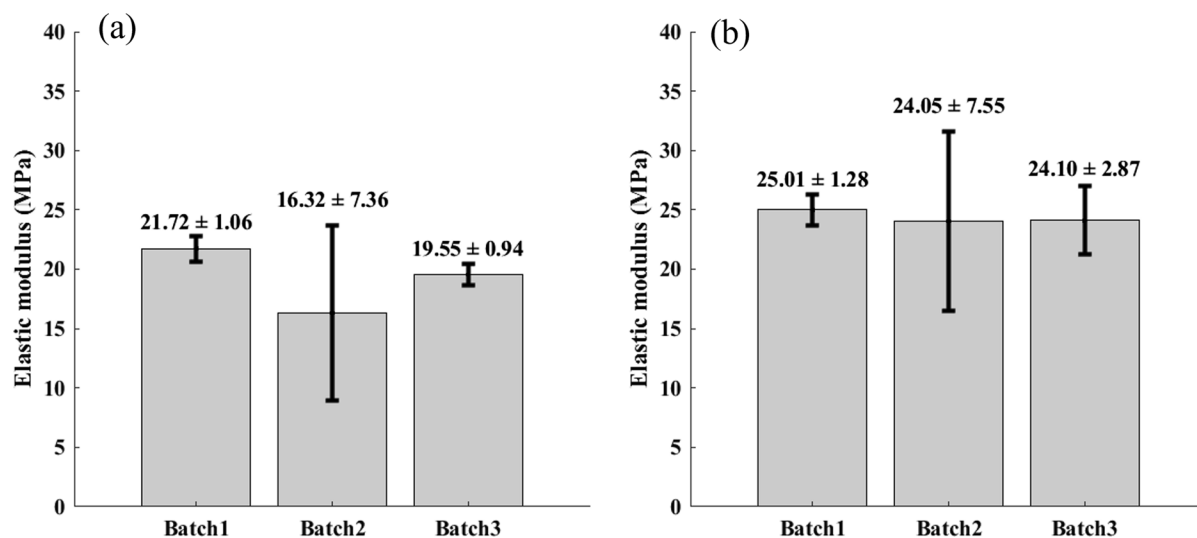 (a)
40
35
30
25
20
15
10
5
0
Elastic modulus (MPa)
21.72 ± 1.06
16.32 ± 7.36
19.55 ± 0.94
Batch1 Batch2 Batch3
(b)
40
35
30
25
20
15
10
5
0
Elastic modulus (MPa)
25.01 ± 1.28
24.05 ± 7.55
24.10 ± 2.87
Batch1 Batch2 Batch3